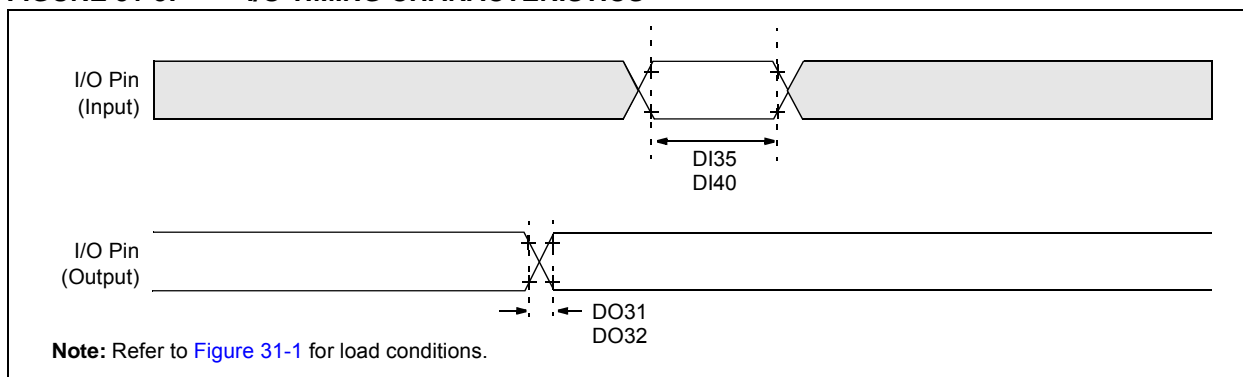 I/O Pin
(Input)
DI35
DI40
I/O Pin
(Output)
DO31
DO32
Note: Refer to Figure 31-1 for load conditions.